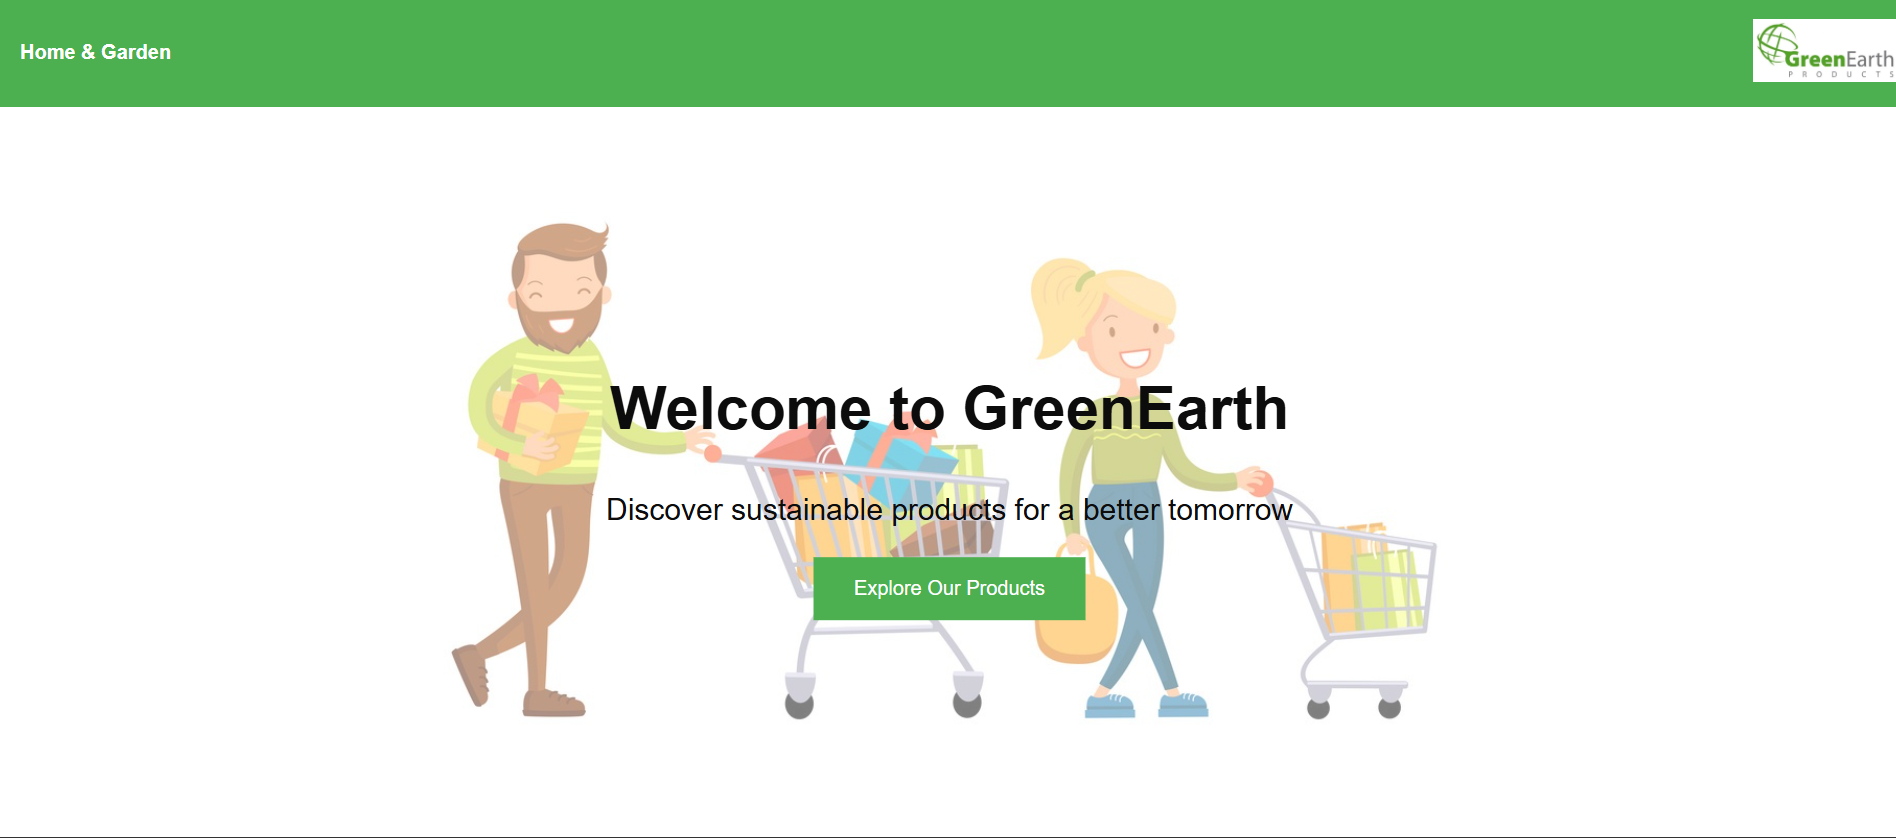 Home & Garden
GreenEarth
PRODUCTS
Welcome to GreenEarth
Discover sustainable products for a better tomorrow
Explore Our Products